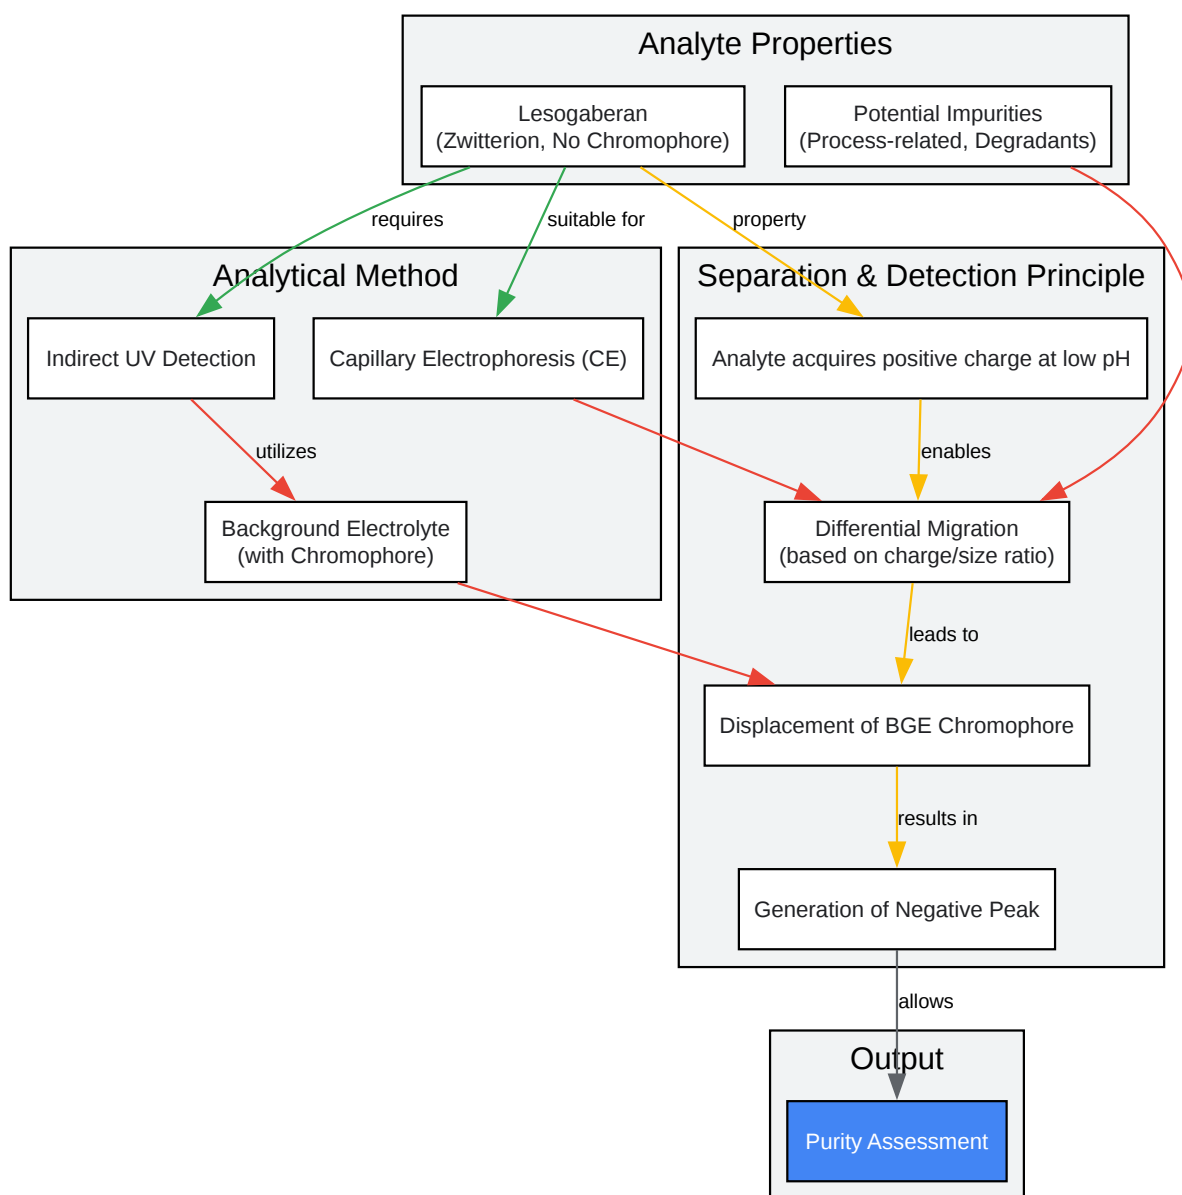 Analyte Properties
Lesogaberan
(Zwitterion, No Chromophore)
Potential Impurities
(Process-related, Degradants)
requires
suitable for
property
Analytical Method
Separation & Detection Principle
Indirect UV Detection
Capillary Electrophoresis (CE)
Analyte acquires positive charge at low pH
utilizes
enables
Background Electrolyte
(with Chromophore)
Differential Migration
(based on charge/size ratio)
leads to
Displacement of BGE Chromophore
results in
Generation of Negative Peak
allows
Output
Purity Assessment